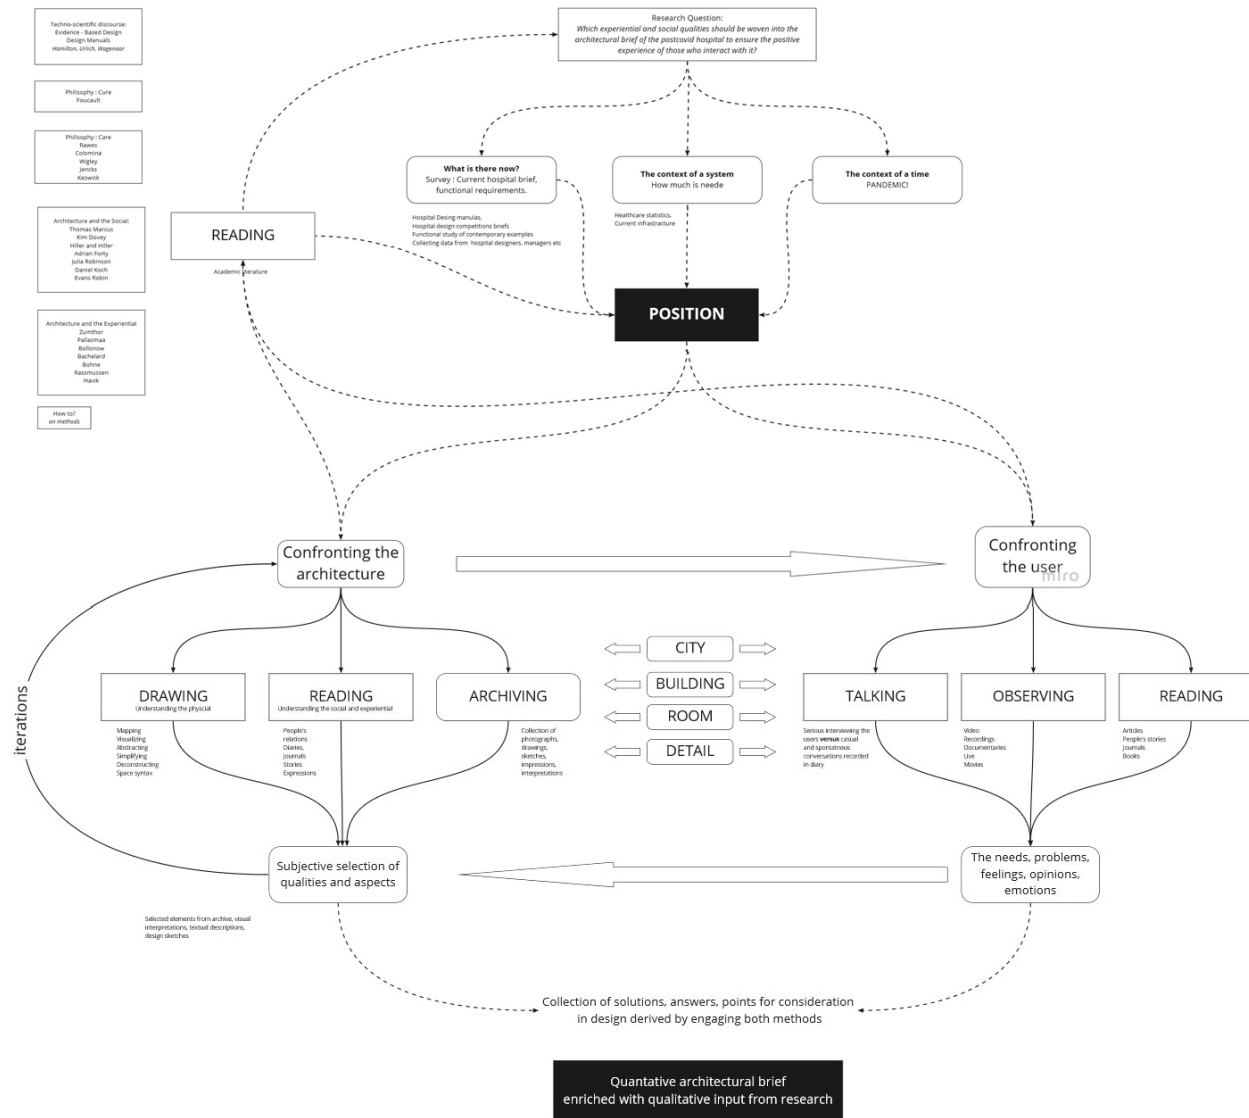 Techno-scientific discourse:
Evidence - Based Design
Design Manuals
Hamilton, Urlich, Wagenaar
Philisophy : Cure
Foucault
Philisophy : Care
Rawes
Colomina
Wigley
Jencks
Keswick
Architecture and the Social:
Thomas Marcus
Kim Dovey
Hiller and Hiller
Adrian Forty
Julia Robinson
Daniel Koch
Evans Robin
Architecture and the Experiential
Zumthor
Pallasmaa
Bollonow
Bachelard
Bohne
Rassmussen
Havik
How to?
on methods
Research Question:
Which experiential and social qualities should be woven into the
architectural brief of the postcovid hospital to ensure the positive
experience of those who interact with it?
What is there now?
Survey : Current hospital brief,
functional requirements.
Hospital Desing manulas,
Hospital design competitions briefs
Functional study of contemporary examples
Collecting data from hospital designers, managers etc
The context of a system
How much is neede
Healthcare statistics,
Current infrastracture
The context of a time
PANDEMIC!
READING
Academic literature
POSITION
Confronting the
architecture
Confronting
the user
miro
iterations
DRAWING
Understanding the physcial
Mapping
Visualizing
Abstracting
Simplifying
Deconstructing
Space syntax
READING
Understanding the social and experiential
People's
relations
Diaries,
journals
Stories
Expressions
ARCHIVING
Collection of
photographs,
drawings,
sketches,
impressions,
interpretations
CITY
BUILDING
ROOM
DETAIL
TALKING
Serious interviewing the
users versus casual
and spontatneous
conversations recorded
in diary
OBSERVING
Video
Recordings
Documentaries
Live
Movies
READING
Articles
People's stories
Journals
Books
Subjective selection of
qualities and aspects
Selected elements from archive, visual
interpretations, textual descriptions,
design sketches
The needs, problems,
feelings, opinions,
emotions
Collection of solutions, answers, points for consideration
in design derived by engaging both methods
Quantative architectural brief
enriched with qualitative input from research